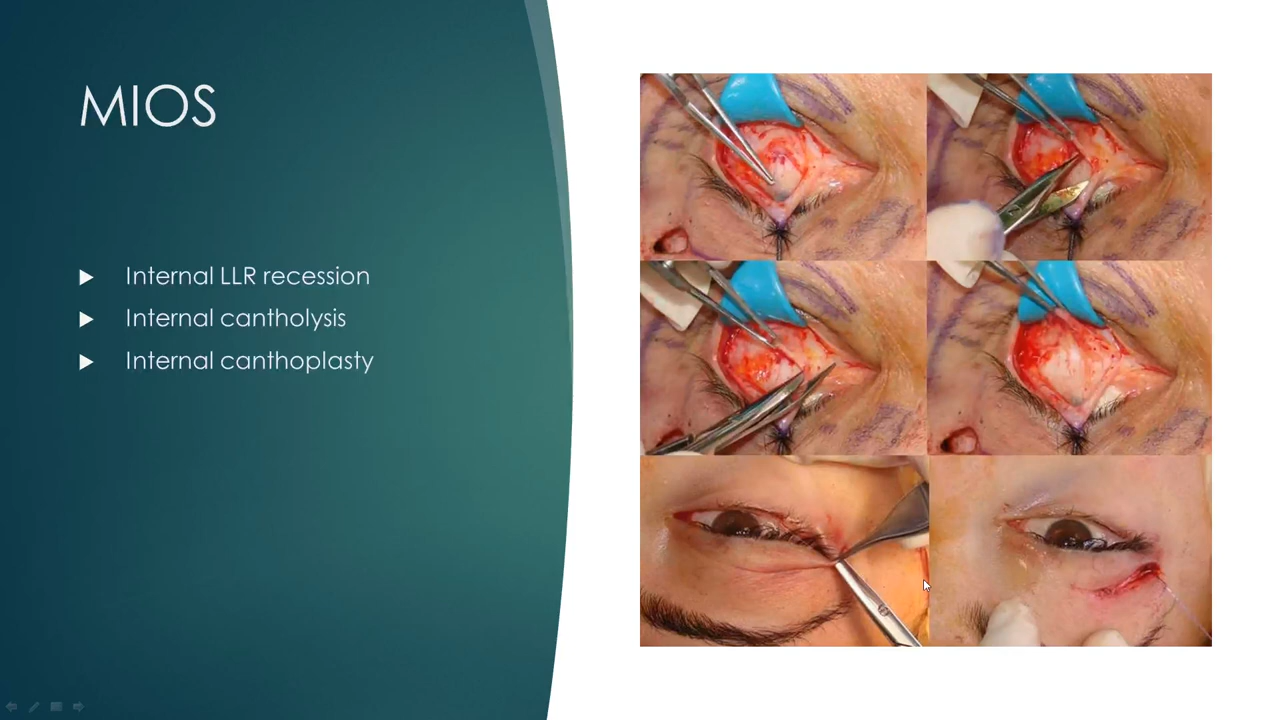 MIOS
Internal LLR recession
Internal cantholysis
Internal canthoplasty